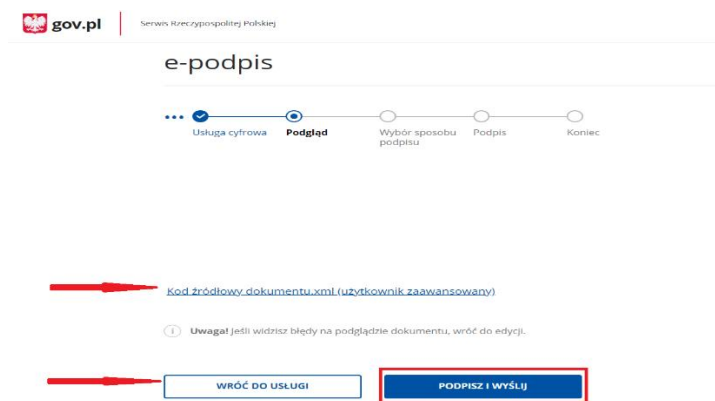 gov.pl
Serwis Rzeczypospolitej Polskiej
e-podpis
Usługa cyfrowa Podgląd Wybór sposobu Podpis Koniec
podpisu
Kod źródłowy dokumentu.xml (użytkownik zaawansowany)
i Uwaga! Jeśli widzisz błędy na podglądzie dokumentu, wróć do edycji.
WRÓĆ DO USŁUGI PODPISZ I WYŚLIJ